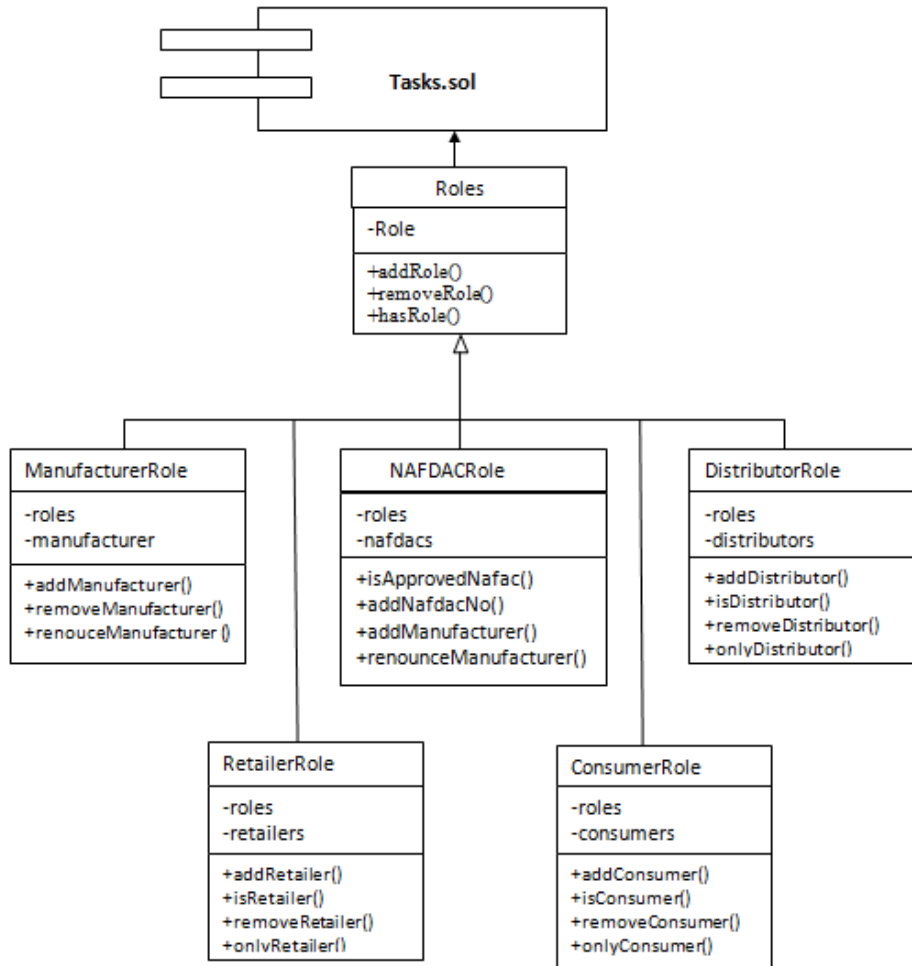 Tasks.sol
Roles
-Role
+addRole()
+removeRole()
+hasRole()
ManufacturerRole
-roles
-manufacturer
+addManufacturer()
+removeManufacturer()
+renouceManufacturer()
NAFDACRole
-roles
-nafdacs
+isApprovedNafac()
+addNafdacNo()
+addManufacturer()
+renounceManufacturer()
DistributorRole
-roles
-distributors
+addDistributor()
+isDistributor()
+removeDistributor()
+onlyDistributor()
RetailerRole
-roles
-retailers
+addRetailer()
+isRetailer()
+removeRetailer()
+onlyRetailer()
ConsumerRole
-roles
-consumers
+addConsumer()
+isConsumer()
+removeConsumer()
+onlyConsumer()